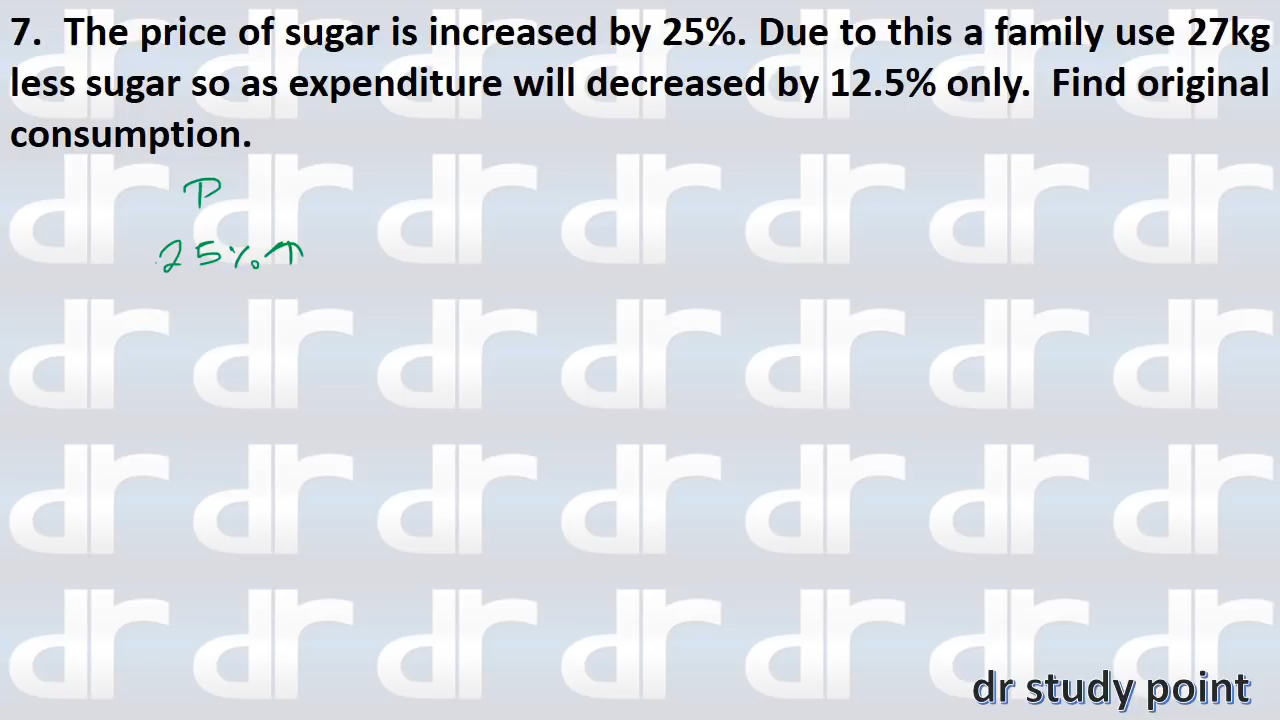 7. The price of sugar is increased by 25%. Due to this a family use 27kg
less sugar so as expenditure will decreased by 12.5% only. Find original
consumption.
P
25%↑
dr study point